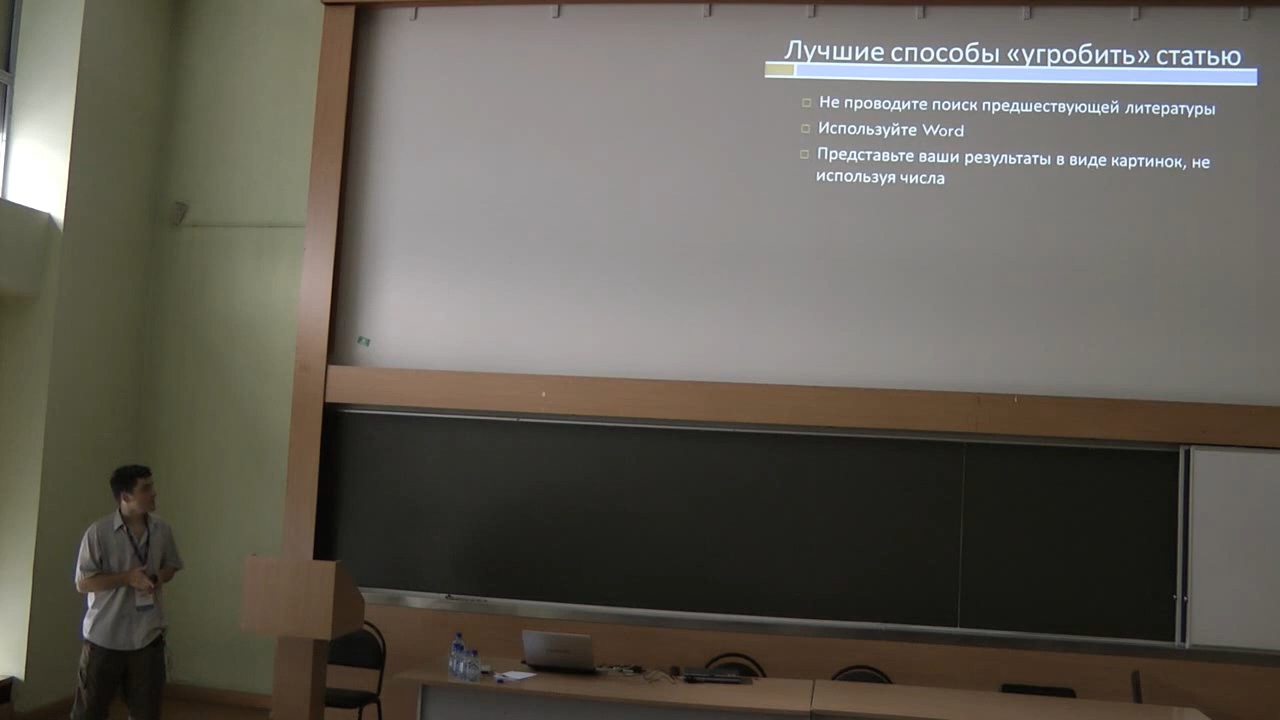 Лучшие способы «угробить» статью
Не проводите поиск предшествующей литературы
Используйте Word
Представьте ваши результаты в виде картинок, не
используя числа